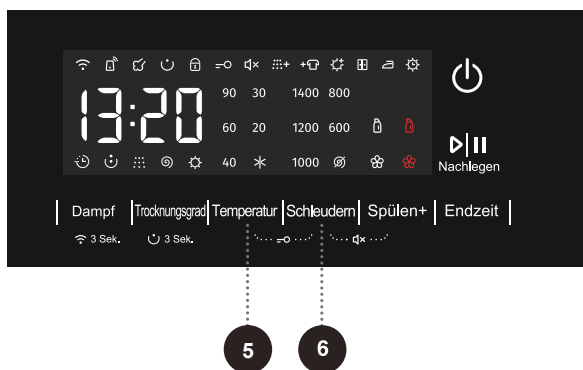 90 30 1400 800
13:20
60 20 1200 600
40 1000
Nachlegen
Dampf Trocknungsgrad Temperatur Schleudern Spülen+ Endzeit
3 Sek. 3 Sek.
5 6